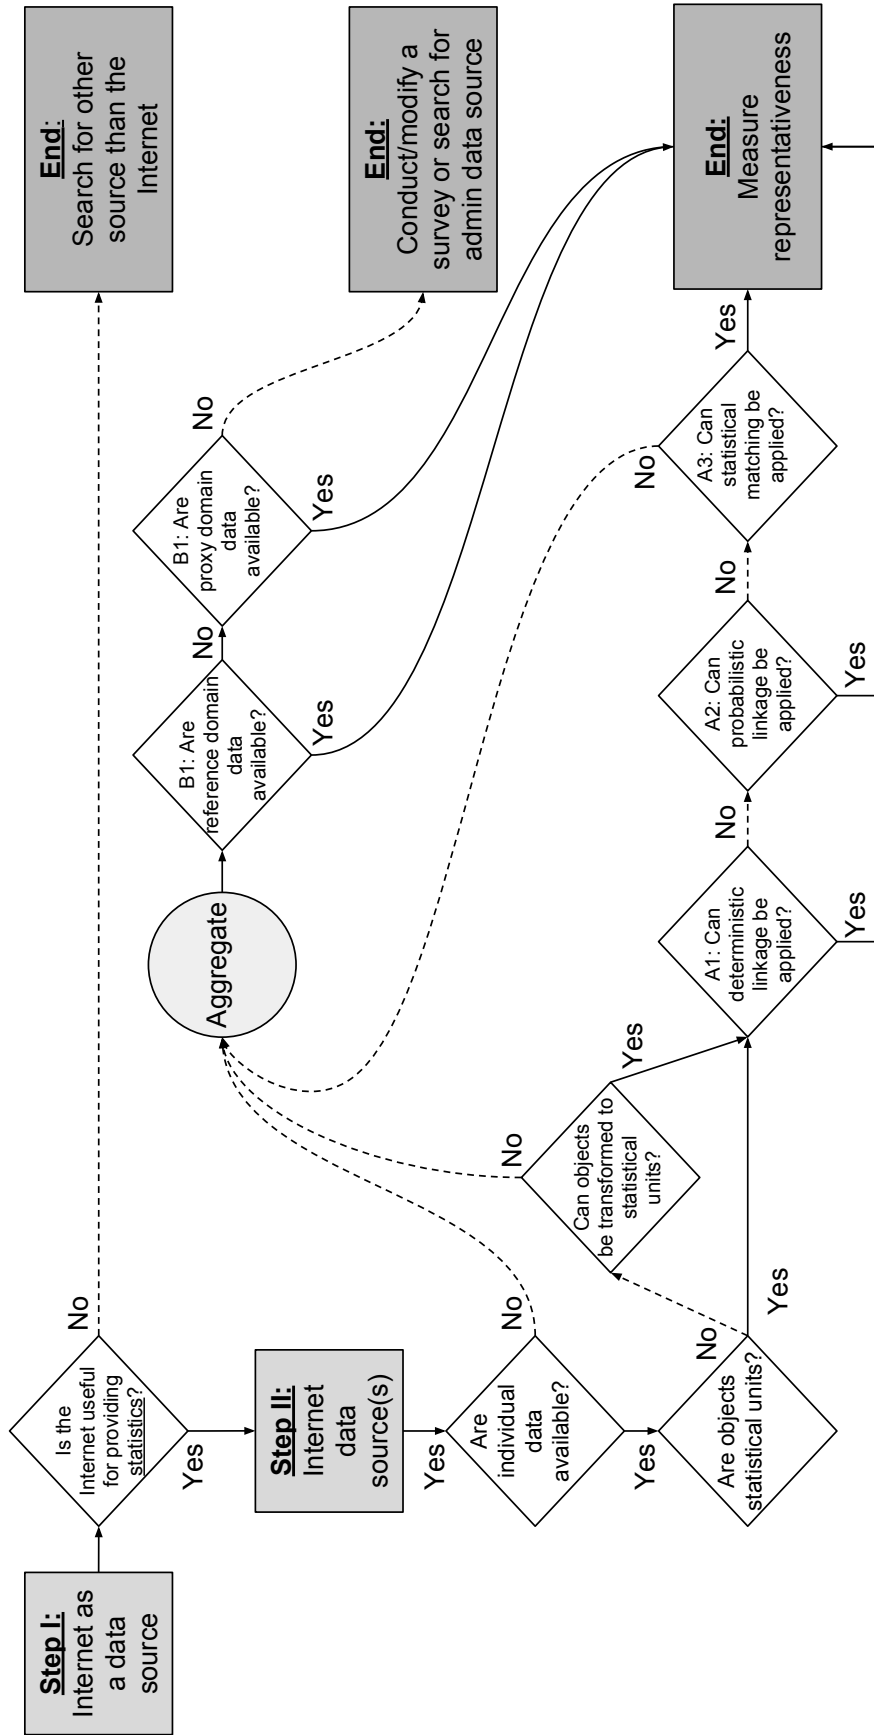 Step I:
Internet as
a data
source
Is the
Internet useful
for providing
statistics?
No
Yes
End:
Search for other
source than the
Internet
Step II:
Internet
data
source(s)
Yes
Are
individual
data
available?
No
Yes
Aggregate
B1: Are
reference domain
data
available?
No
Yes
B1: Are
proxy domain
data
available?
No
Yes
End:
Conduct/modify a
survey or search for
admin data source
Are objects
statistical units?
No
Yes
Can objects
be transformed to
statistical
units?
No
Yes
A1: Can
deterministic
linkage be
applied?
No
Yes
A2: Can
probabilistic
linkage be
applied?
No
Yes
A3: Can
statistical
matching be
applied?
No
Yes
End:
Measure
representativeness